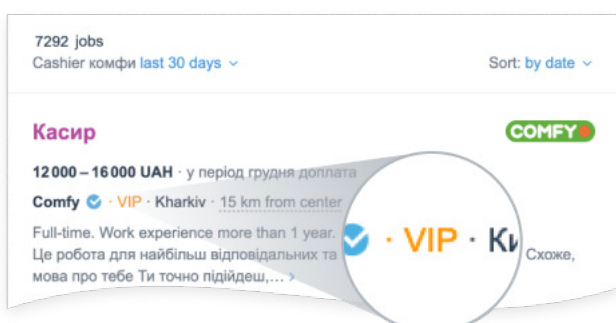 7292 jobs
Cashier комфи last 30 days
Sort: by date
Касир
COMFY
12 000 – 16 000 UAH · у період грудня доплата
Comfy · VIP · Kharkiv · 15 km from center
Full-time. Work experience more than 1 year.
Це робота для найбільш відповідальних та
Схоже,
мова про тебе Ти точно підійдеш,...
· VIP ·